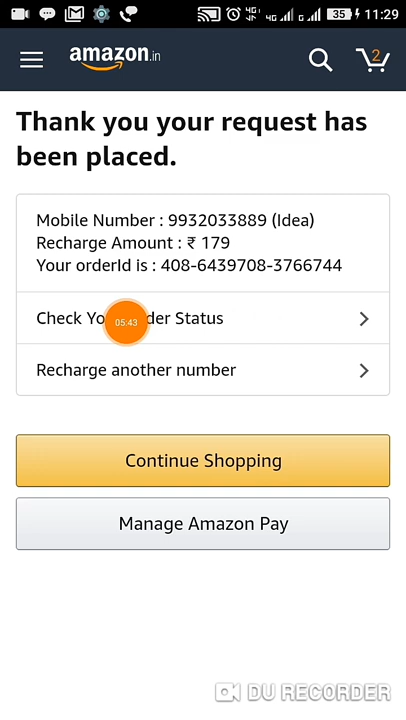 35 11:29
amazon.in
2
Thank you your request has
been placed.
Mobile Number : 9932033889 (Idea)
Recharge Amount : ₹ 179
Your orderId is : 408-6439708-3766744
Check Yo der Status
05:43
Recharge another number
Continue Shopping
Manage Amazon Pay
DU RECORDER